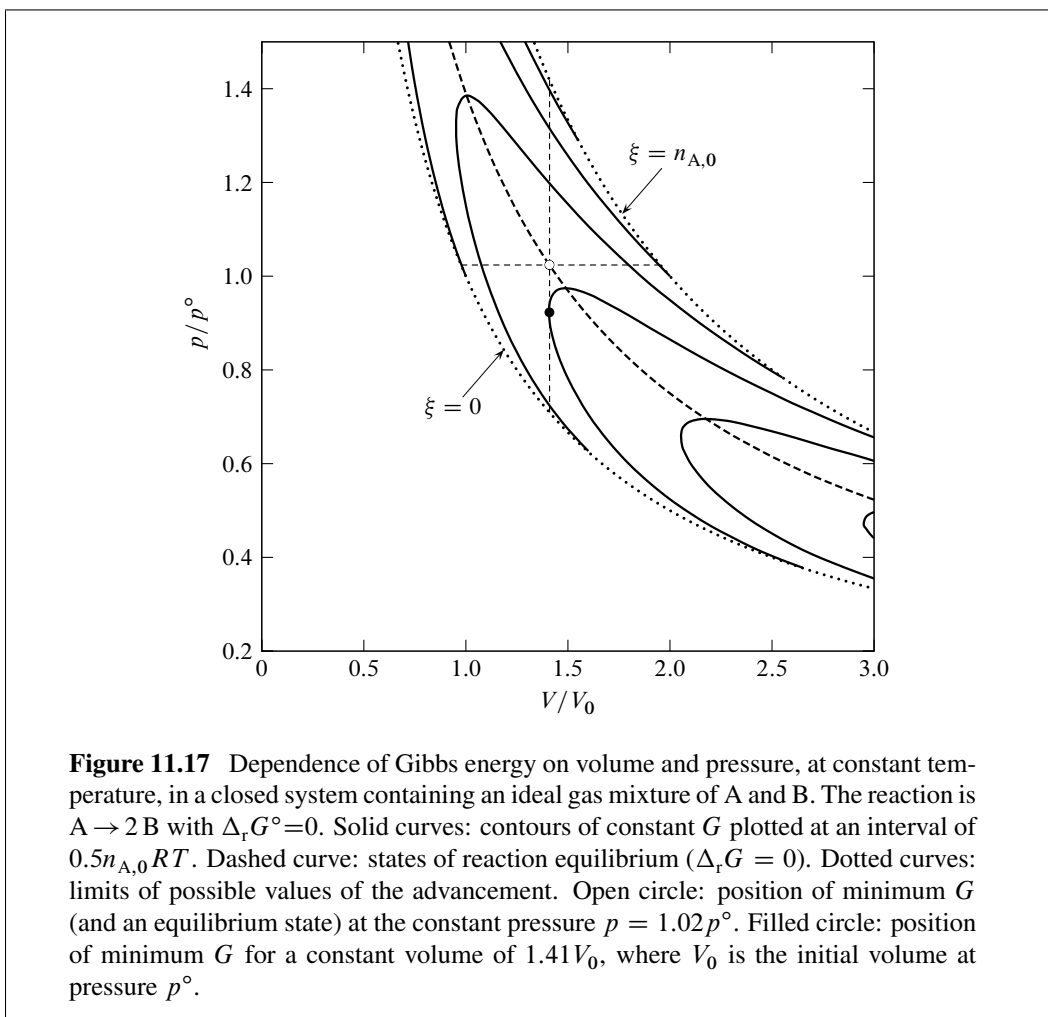 1.4
1.2
1.0
0.8
0.6
0.4
0.2
p/p°
ξ = n_A,0
ξ = 0
0 0.5 1.0 1.5 2.0 2.5 3.0
V/V_0
Figure 11.17 Dependence of Gibbs energy on volume and pressure, at constant tem-
perature, in a closed system containing an ideal gas mixture of A and B. The reaction is
A → 2 B with Δ_rG°=0. Solid curves: contours of constant G plotted at an interval of
0.5n_A,0RT. Dashed curve: states of reaction equilibrium (Δ_rG = 0). Dotted curves:
limits of possible values of the advancement. Open circle: position of minimum G
(and an equilibrium state) at the constant pressure p = 1.02p°. Filled circle: position
of minimum G for a constant volume of 1.41V_0, where V_0 is the initial volume at
pressure p°.